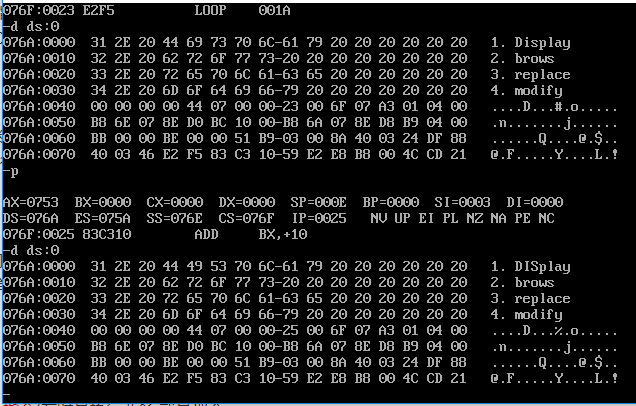 076F:0023 E2F5          LOOP    001A
-d ds:0
076A:0000  31 2E 20 44 69 73 70 6C-61 79 20 20 20 20 20 20   1. Display
076A:0010  32 2E 20 62 72 6F 77 73-20 20 20 20 20 20 20 20   2. brows
076A:0020  33 2E 20 72 65 70 6C 61-63 65 20 20 20 20 20 20   3. replace
076A:0030  34 2E 20 6D 6F 64 69 66-79 20 20 20 20 20 20 20   4. modify
076A:0040  00 00 00 00 44 07 00 00-23 00 6F 07 A3 01 04 00   ....D...#.o.....
076A:0050  B8 6E 07 8E D0 BC 10 00-B8 6A 07 8E D8 B9 04 00   .n.......j......
076A:0060  BB 00 00 BE 00 00 51 B9-03 00 8A 40 03 24 DF 88   ......Q....@.$..
076A:0070  40 03 46 E2 F5 83 C3 10-59 E2 E8 B8 00 4C CD 21   @.F.....Y....L.!
-p
AX=0753  BX=0000  CX=0000  DX=0000  SP=000E  BP=0000  SI=0003  DI=0000
DS=076A  ES=075A  SS=076E  CS=076F  IP=0025   NV UP EI PL NZ NA PE NC
076F:0025 83C310        ADD     BX,+10
-d ds:0
076A:0000  31 2E 20 44 49 53 70 6C-61 79 20 20 20 20 20 20   1. DISplay
076A:0010  32 2E 20 62 72 6F 77 73-20 20 20 20 20 20 20 20   2. brows
076A:0020  33 2E 20 72 65 70 6C 61-63 65 20 20 20 20 20 20   3. replace
076A:0030  34 2E 20 6D 6F 64 69 66-79 20 20 20 20 20 20 20   4. modify
076A:0040  00 00 00 00 44 07 00 00-25 00 6F 07 A3 01 04 00   ....D...%.o.....
076A:0050  B8 6E 07 8E D0 BC 10 00-B8 6A 07 8E D8 B9 04 00   .n.......j......
076A:0060  BB 00 00 BE 00 00 51 B9-03 00 8A 40 03 24 DF 88   ......Q....@.$..
076A:0070  40 03 46 E2 F5 83 C3 10-59 E2 E8 B8 00 4C CD 21   @.F.....Y....L.!
-